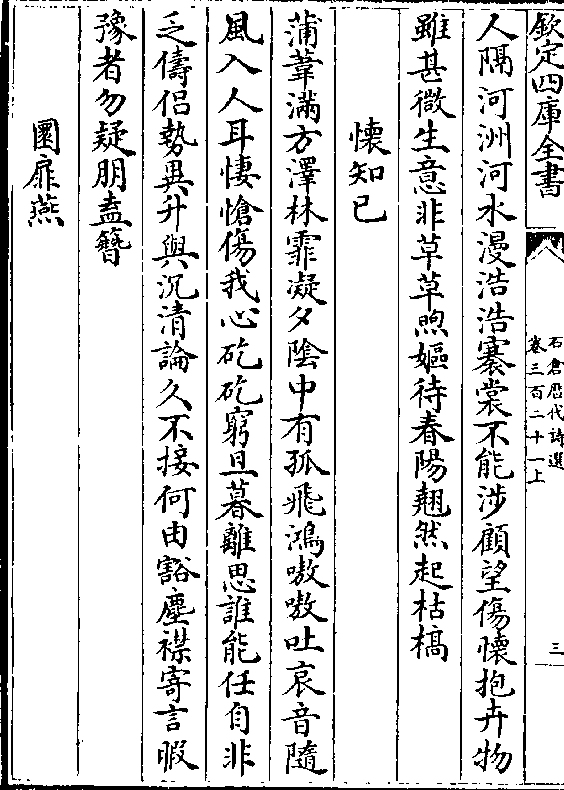 欽定四庫全書
石倉歷代詩選
卷三百二十一上
三
人隔河洲河水漫浩浩褰裳不能涉顧望傷懷抱卉物
雖甚微生意非草草煦嫗待春陽翹然起枯槁
懷知已
蒲葦滿方澤林霏凝夕陰中有孤飛鴻嗷嗷吐哀音隨
風入人耳悽愴傷我心矻矻窮旦暮離思誰能任自非
乏儔侶勢異升與沉清論久不接何由豁塵襟寄言暇
豫者勿疑朋盍簪
圜扉燕